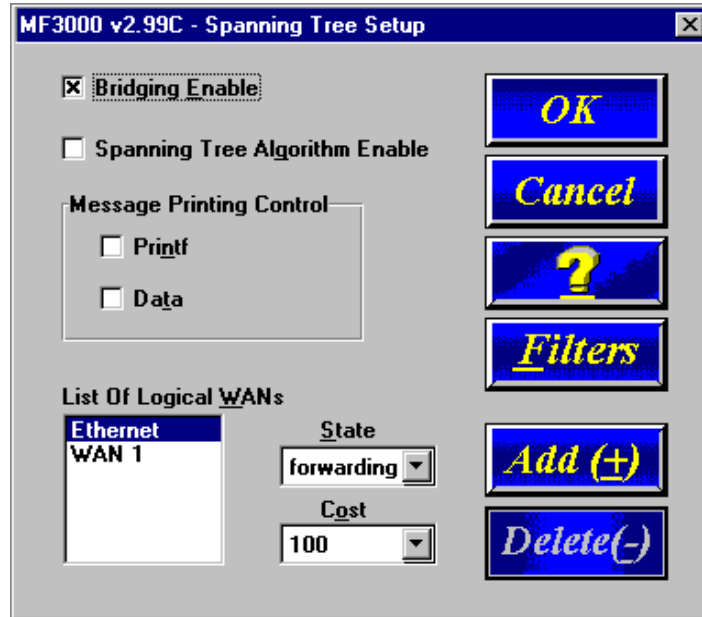 MF3000 v2.99C - Spanning Tree Setup
Bridging Enable
Spanning Tree Algorithm Enable
Message Printing Control
Printf
Data
List Of Logical WANs
Ethernet
WAN 1
State
forwarding
Cost
100
OK
Cancel
?
Filters
Add (+)
Delete(-)